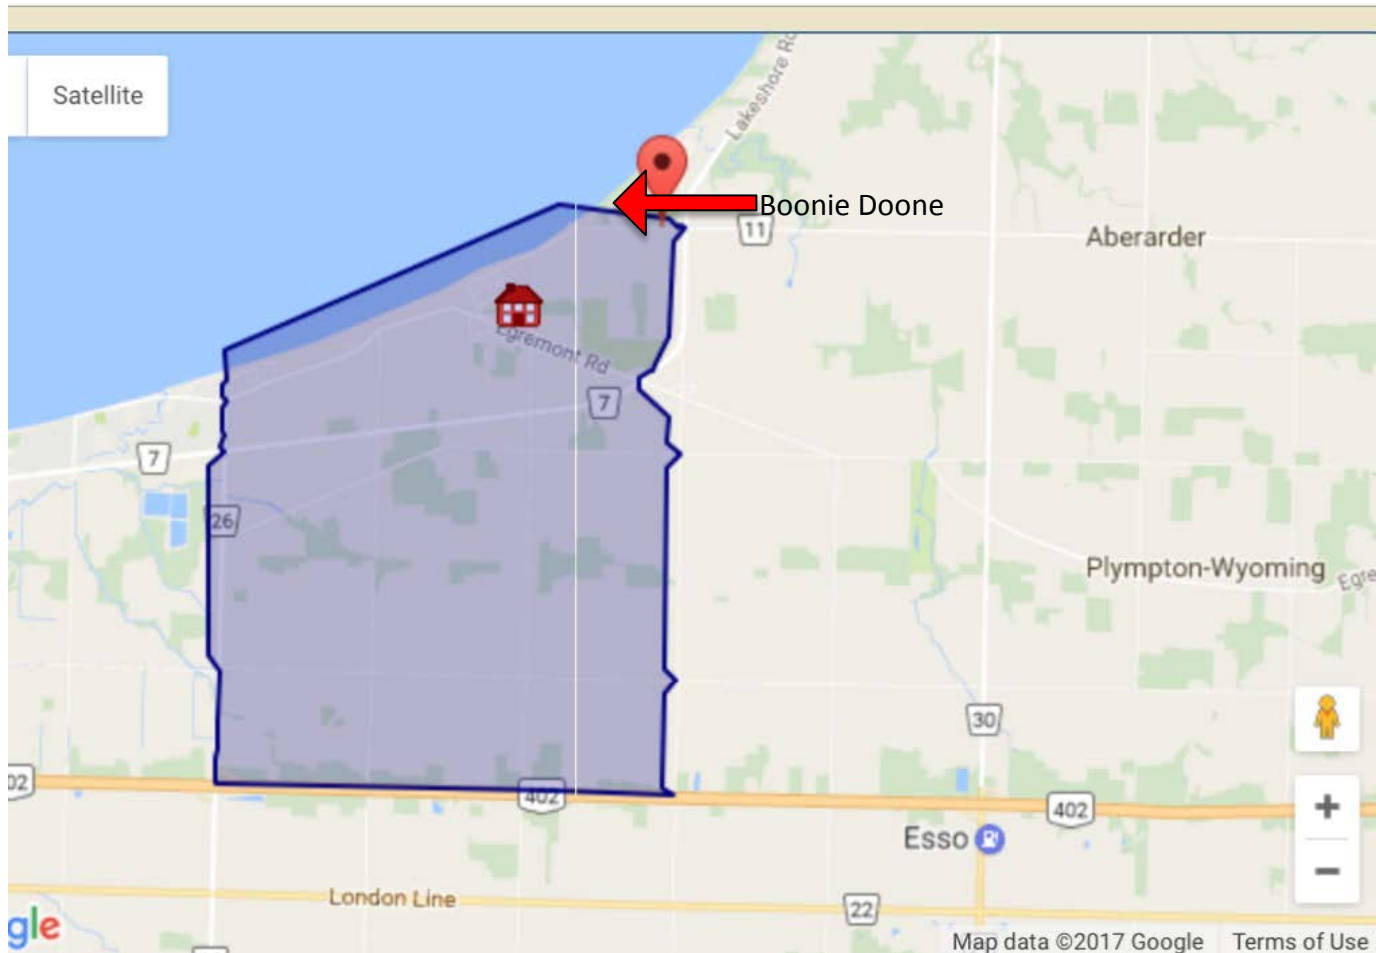 Satellite
Lakeshore Rd
Boonie Doone
11
Aberarder
Egremont Rd
7
7
26
Plympton-Wyoming
Egre
30
02
402
402
Esso
London Line
22
gle
Map data ©2017 Google
Terms of Use